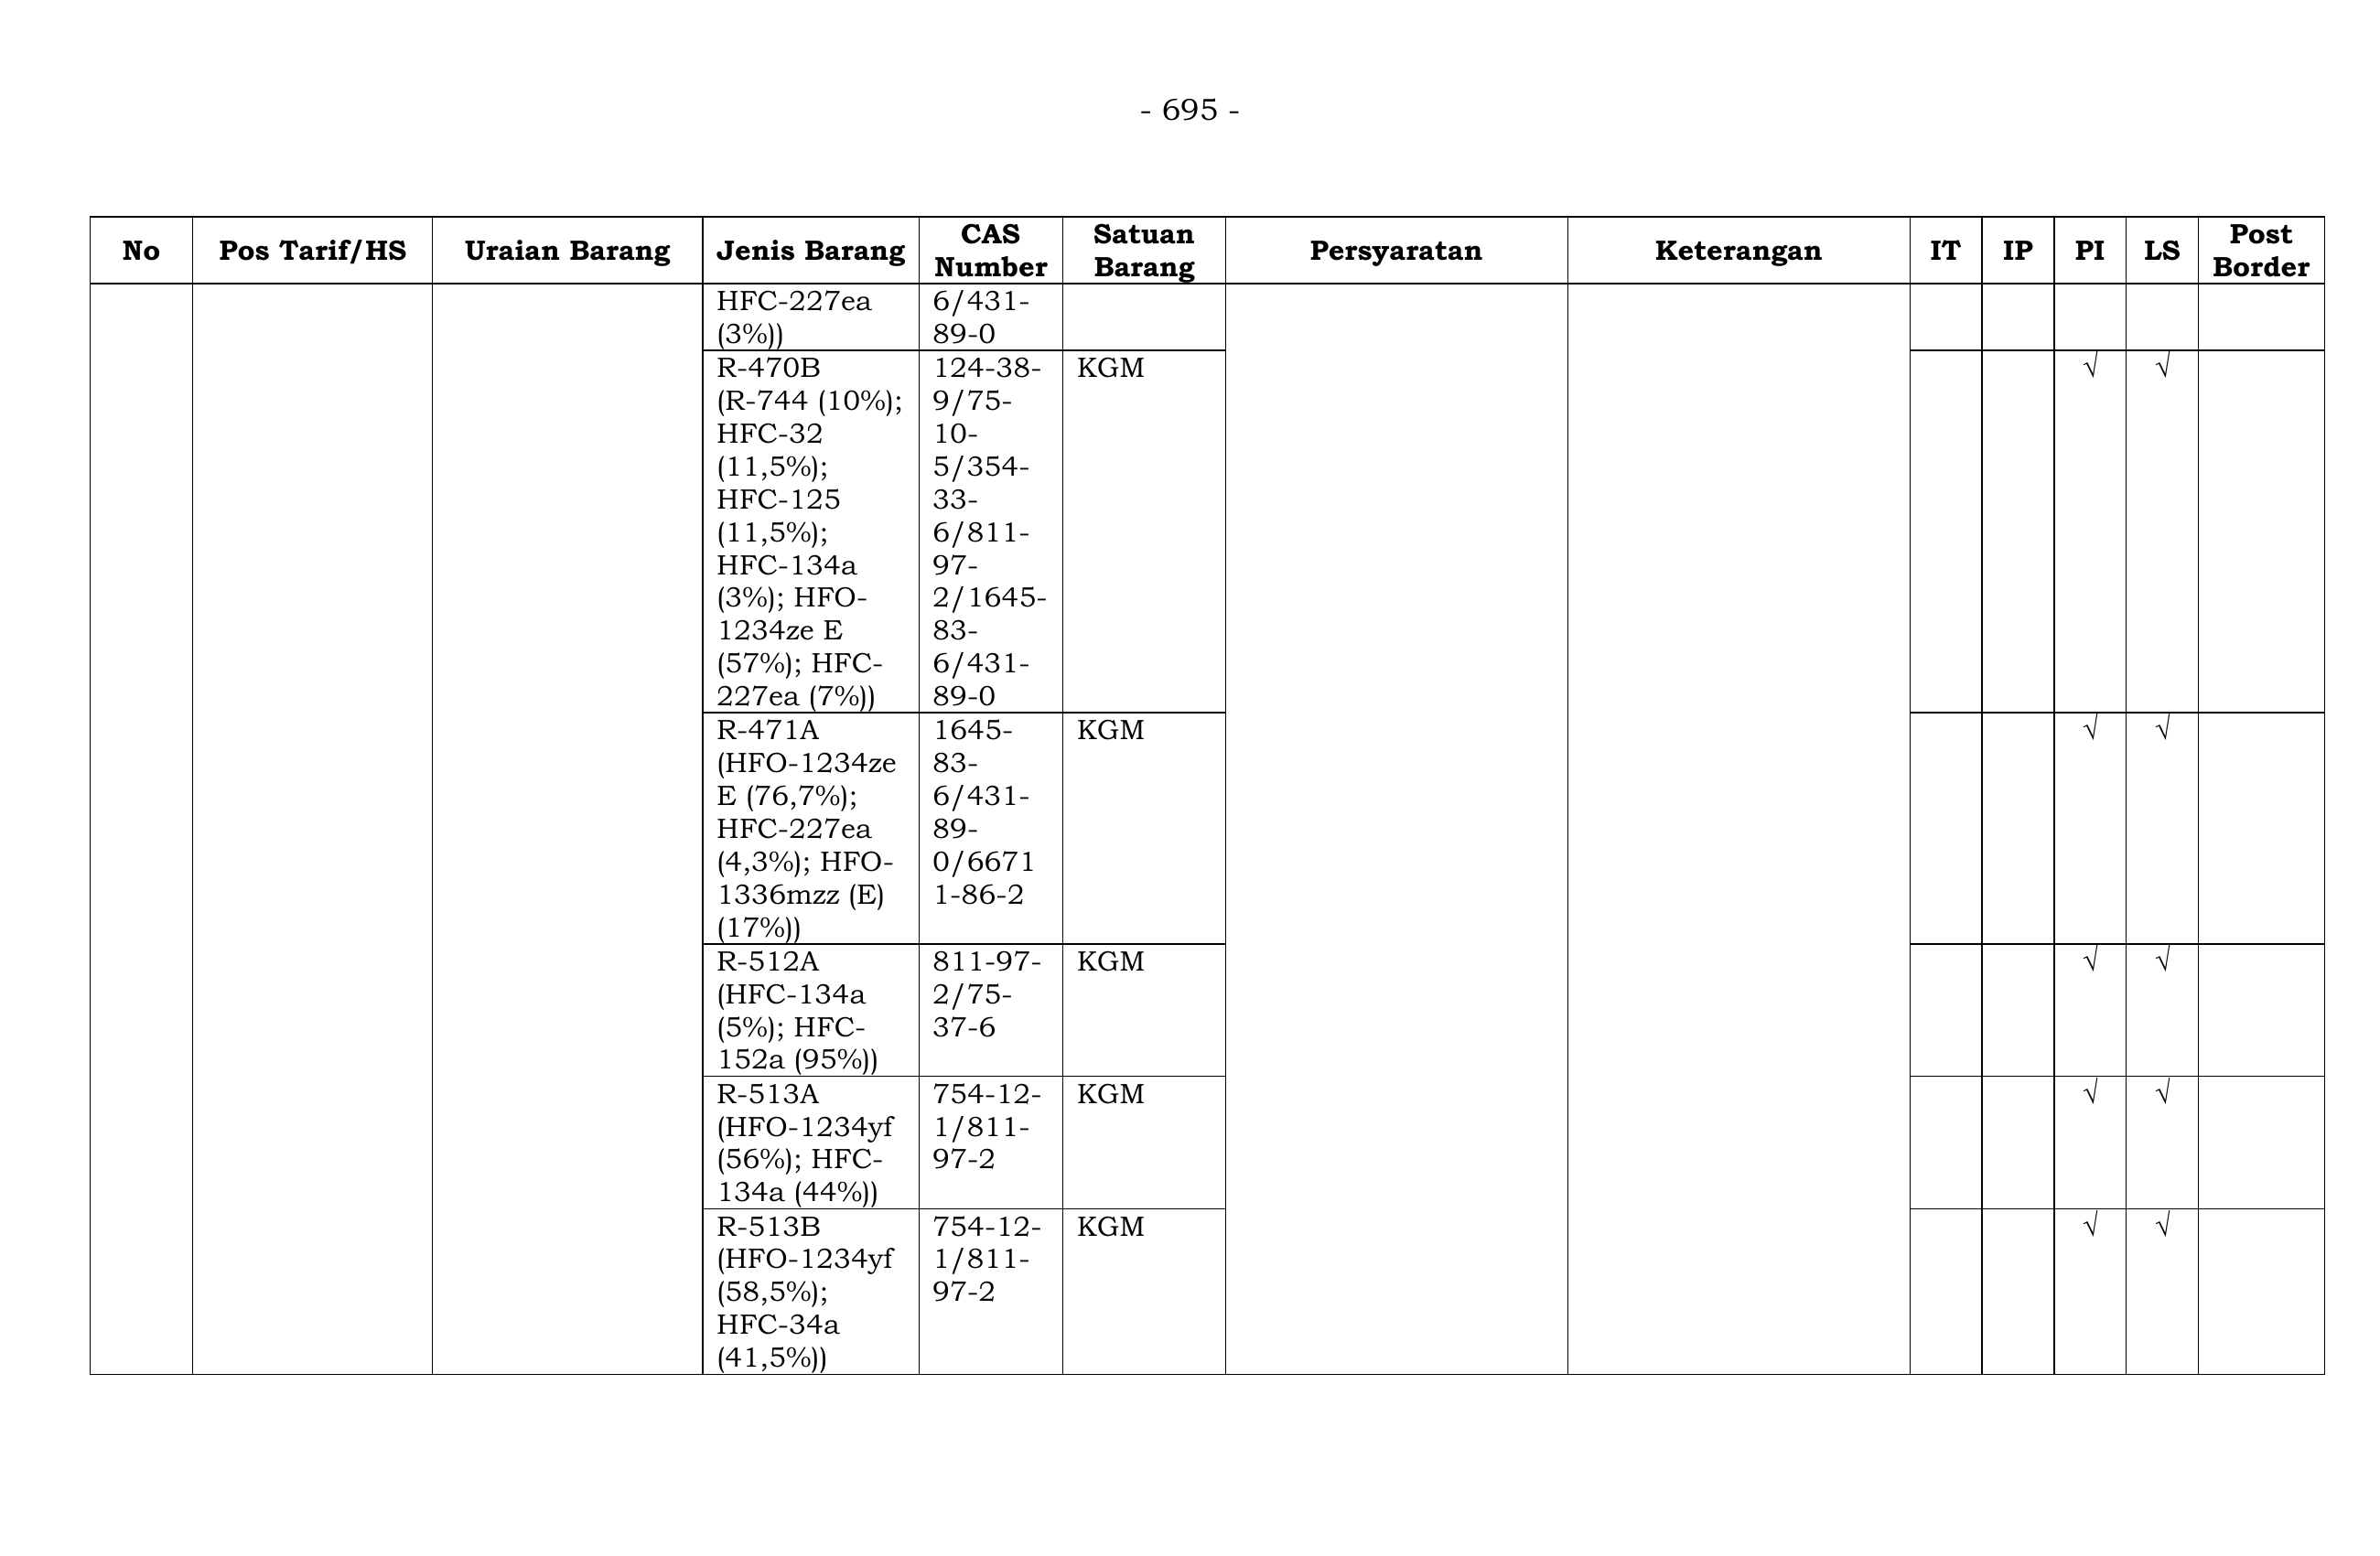 - 695 -
No Pos Tarif/HS Uraian Barang Jenis Barang CAS Number Satuan Barang Persyaratan Keterangan IT IP PI LS Post Border
HFC-227ea
(3%))
6/431-
89-0
R-470B
(R-744 (10%);
HFC-32
(11,5%);
HFC-125
(11,5%);
HFC-134a
(3%); HFO-
1234ze E
(57%); HFC-
227ea (7%))
124-38-
9/75-
10-
5/354-
33-
6/811-
97-
2/1645-
83-
6/431-
89-0
KGM
√
√
R-471A
(HFO-1234ze
E (76,7%);
HFC-227ea
(4,3%); HFO-
1336mzz (E)
(17%))
1645-
83-
6/431-
89-
0/6671
1-86-2
KGM
√
√
R-512A
(HFC-134a
(5%); HFC-
152a (95%))
811-97-
2/75-
37-6
KGM
√
√
R-513A
(HFO-1234yf
(56%); HFC-
134a (44%))
754-12-
1/811-
97-2
KGM
√
√
R-513B
(HFO-1234yf
(58,5%);
HFC-34a
(41,5%))
754-12-
1/811-
97-2
KGM
√
√